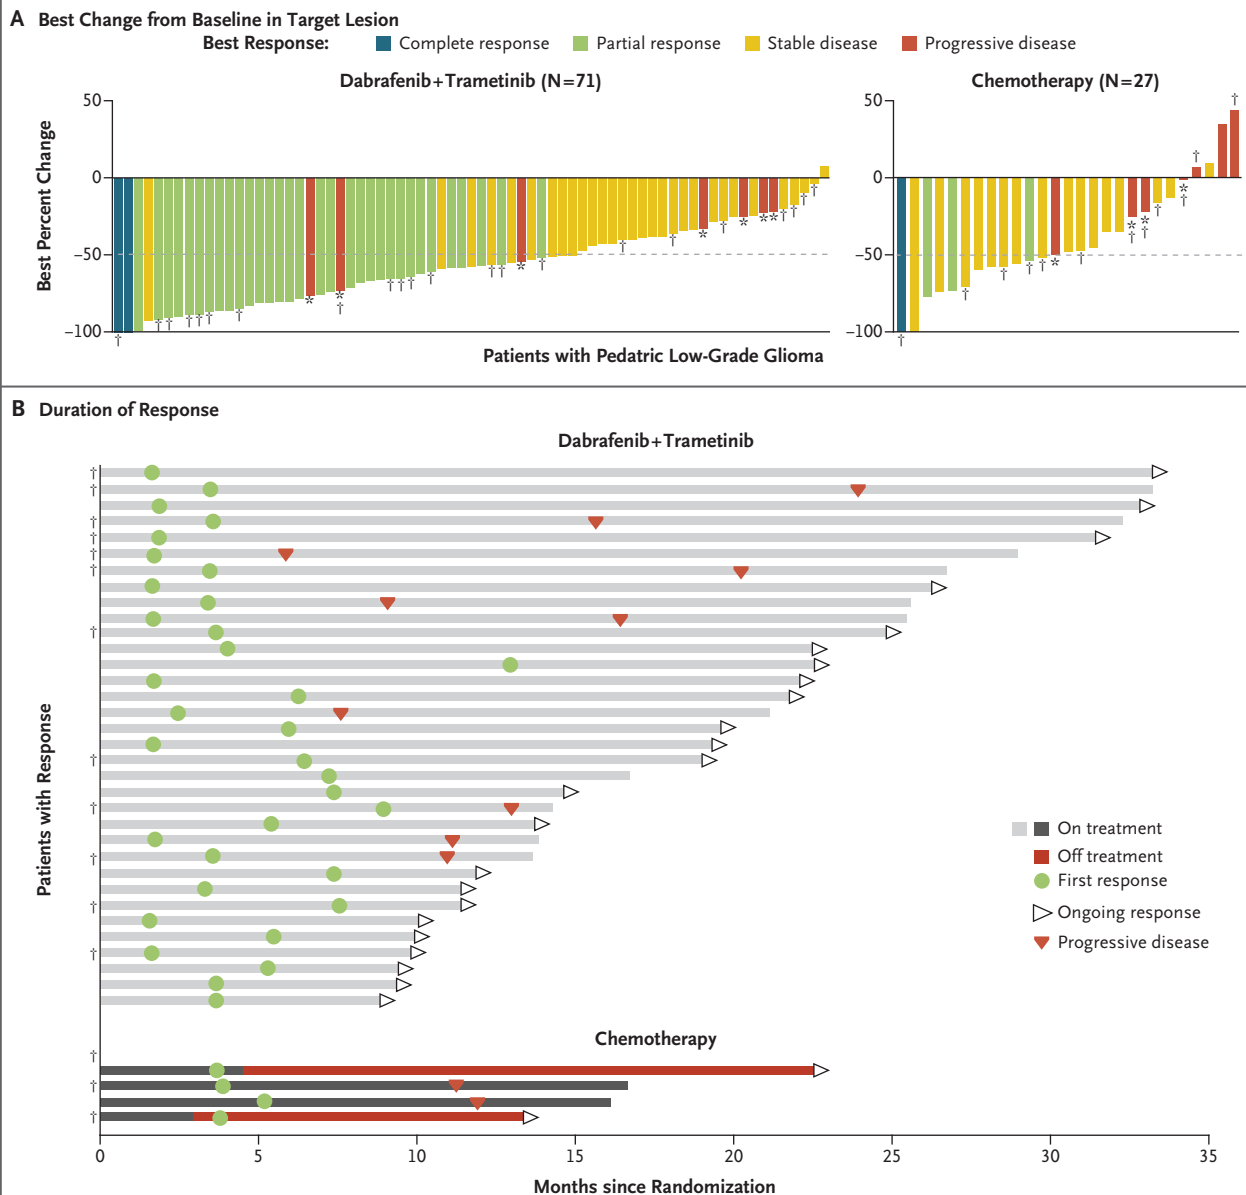 A Best Change from Baseline in Target Lesion
Best Response: Complete response Partial response Stable disease Progressive disease
Dabrafenib+Trametinib (N=71)
Chemotherapy (N=27)
Best Percent Change
50
0
−50
−100
50
0
−50
−100
* * † * * * * *
† † † † † † † † † † † † † † † † † † † † †
* * * *
† † † † † † † † † † †
Patients with Pediatric Low-Grade Glioma
B Duration of Response
Dabrafenib+Trametinib
Patients with Response
†
†
†
†
†
†
†
†
†
†
†
†
On treatment
Off treatment
First response
Ongoing response
Progressive disease
Chemotherapy
†
†
†
0 5 10 15 20 25 30 35
Months since Randomization